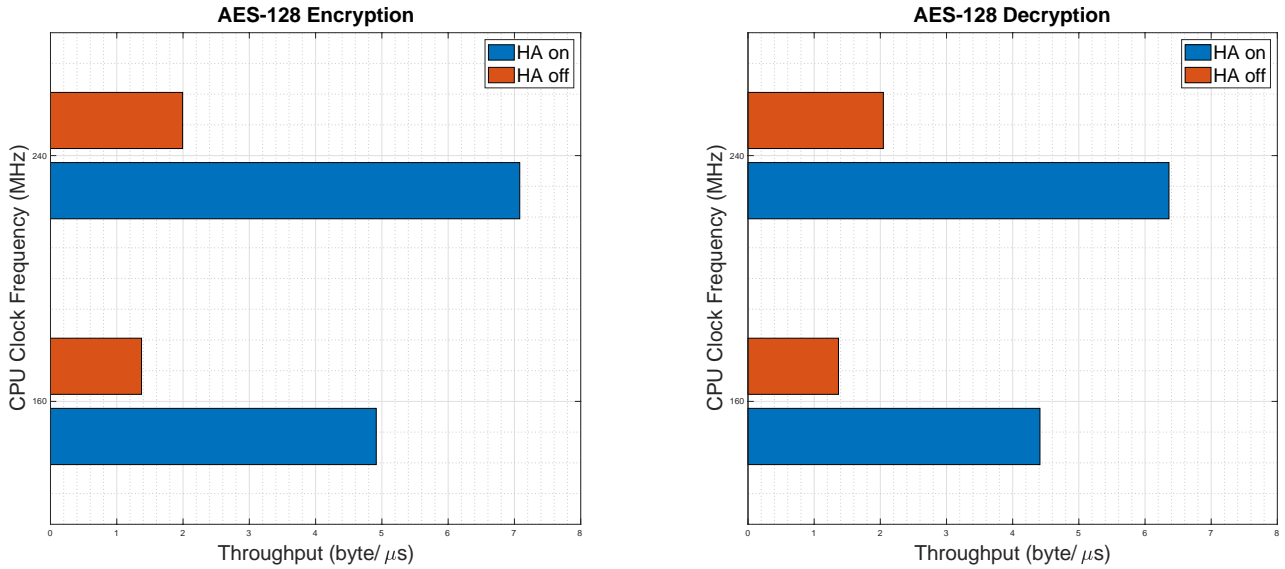 AES-128 Encryption
HA on
HA off
CPU Clock Frequency (MHz)
240
160
0 1 2 3 4 5 6 7 8
Throughput (byte/ μs)
AES-128 Decryption
HA on
HA off
CPU Clock Frequency (MHz)
240
160
0 1 2 3 4 5 6 7 8
Throughput (byte/ μs)